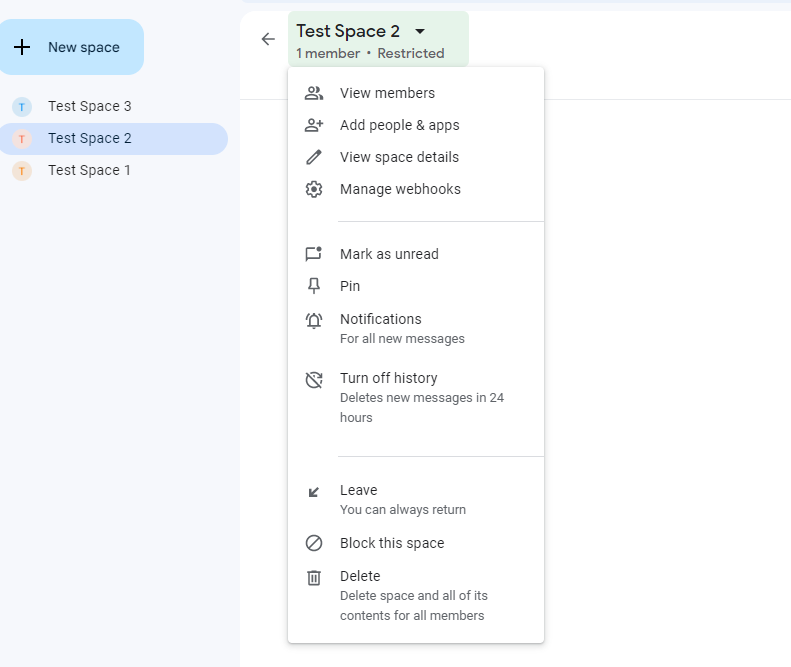 New space
T Test Space 3
T Test Space 2
T Test Space 1
Test Space 2
1 member • Restricted
View members
Add people & apps
View space details
Manage webhooks
Mark as unread
Pin
Notifications
For all new messages
Turn off history
Deletes new messages in 24
hours
Leave
You can always return
Block this space
Delete
Delete space and all of its
contents for all members